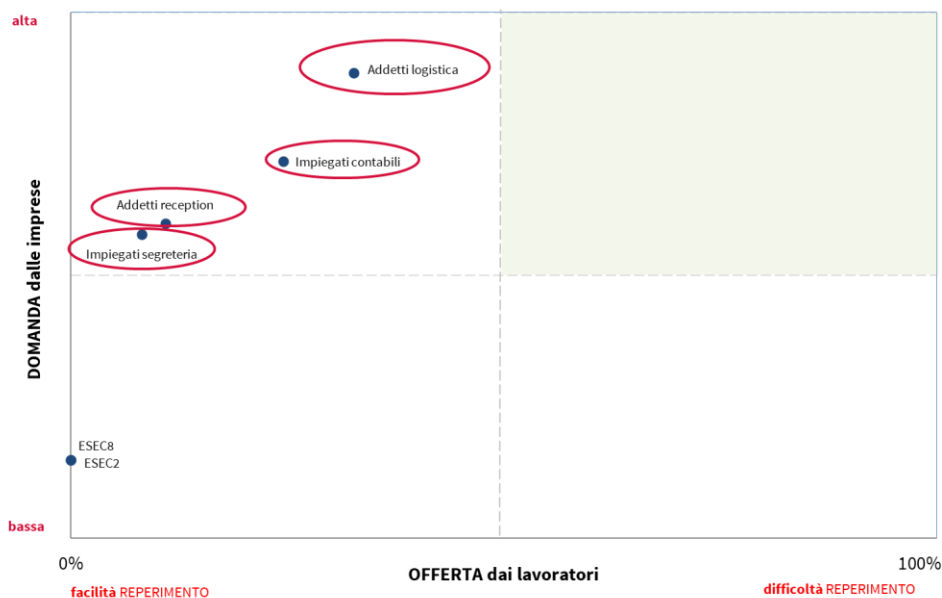 alta
Addetti logistica
Impiegati contabili
Addetti reception
Impiegati segreteria
DOMANDA dalle imprese
ESEC8
ESEC2
bassa
0%
100%
OFFERTA dai lavoratori
facilità REPERIMENTO
difficoltà REPERIMENTO